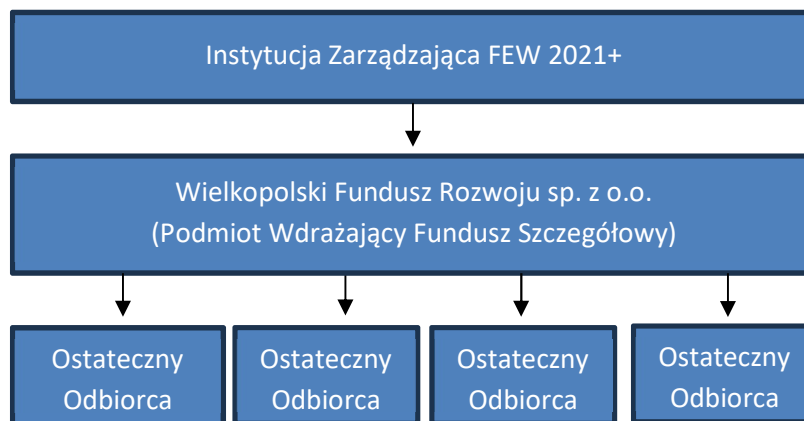 Instytucja Zarządzająca FEW 2021+
Wielkopolski Fundusz Rozwoju sp. z o.o.
(Podmiot Wdrażający Fundusz Szczegółowy)
Ostateczny
Odbiorca
Ostateczny
Odbiorca
Ostateczny
Odbiorca
Ostateczny
Odbiorca